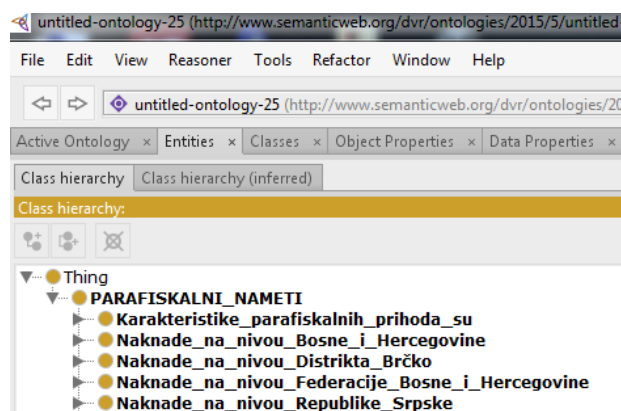 untitled-ontology-25 (http://www.semanticweb.org/dvr/ontologies/2015/5/untitled-
File Edit View Reasoner Tools Refactor Window Help
untitled-ontology-25 (http://www.semanticweb.org/dvr/ontologies/20
Active Ontology × Entities × Classes × Object Properties × Data Properties ×
Class hierarchy Class hierarchy (inferred)
Class hierarchy:
Thing
PARAFISKALNI_NAMETI
Karakteristike_parafiskalnih_prihoda_su
Naknade_na_nivou_Bosne_i_Hercegovine
Naknade_na_nivou_Distrikta_Brčko
Naknade_na_nivou_Federacije_Bosne_i_Hercegovine
Naknade_na_nivou_Republike_Srpske